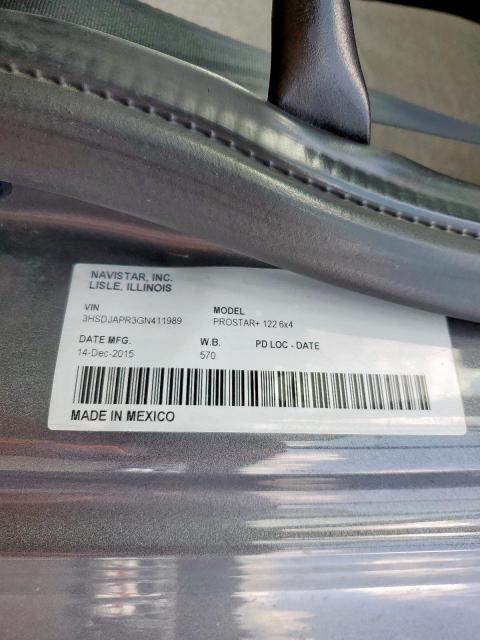 NAVISTAR, INC.
LISLE, ILLINOIS
VIN MODEL
3HSDJAPR3GN411989 PROSTAR+ 122 6x4
DATE MFG. W.B. PD LOC - DATE
14-Dec-2015 570
MADE IN MEXICO